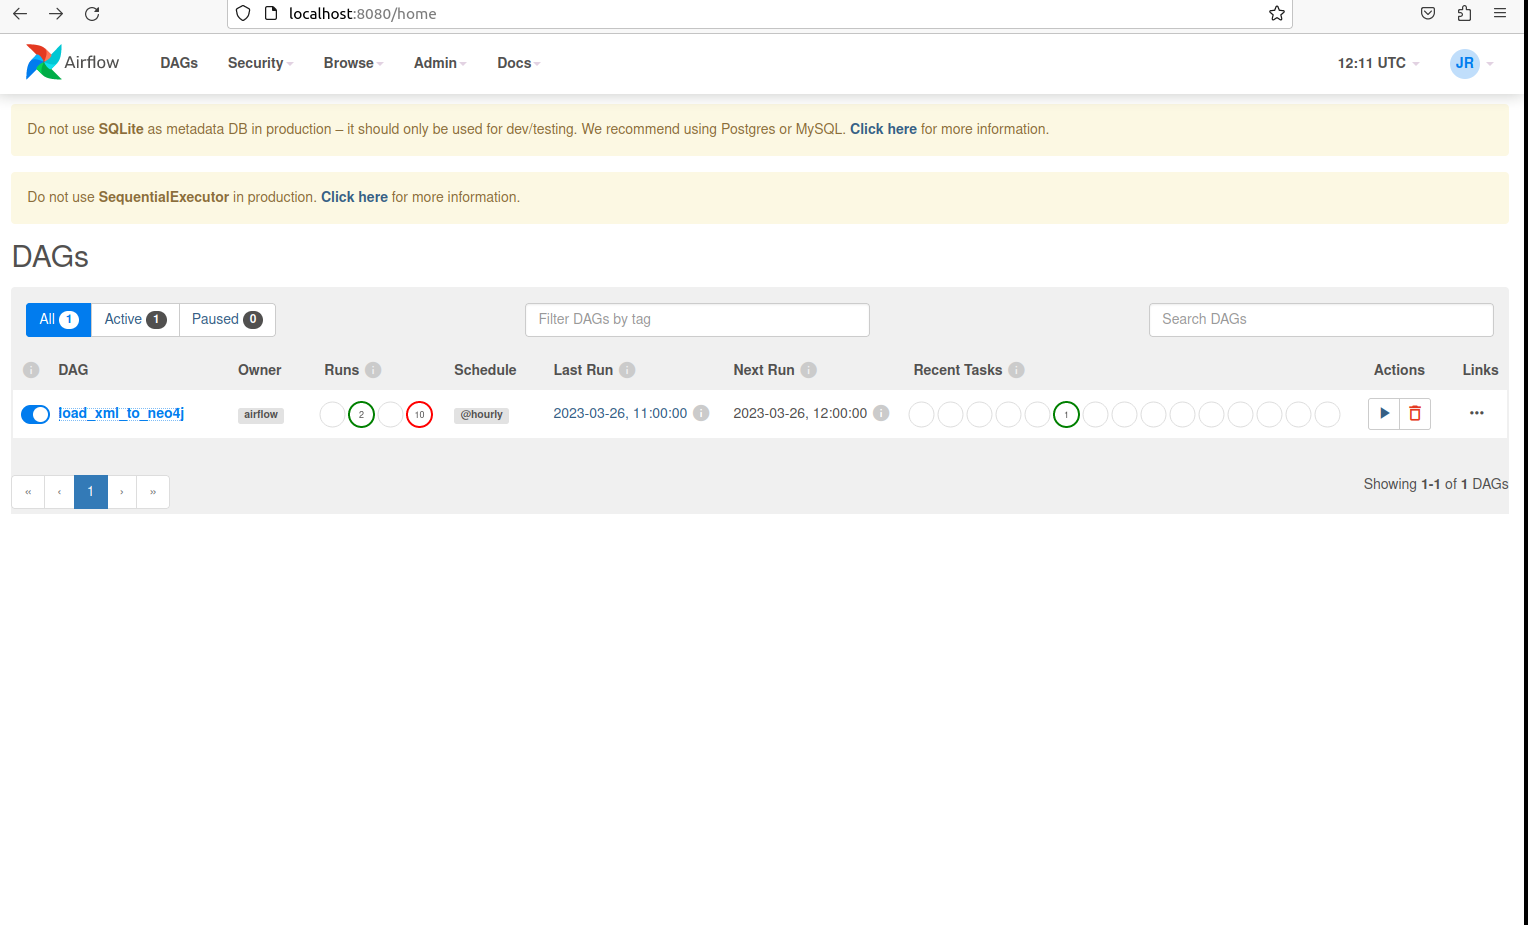 localhost:8080/home
Airflow DAGs Security Browse Admin Docs 12:11 UTC JR
Do not use SQLite as metadata DB in production – it should only be used for dev/testing. We recommend using Postgres or MySQL. Click here for more information.
Do not use SequentialExecutor in production. Click here for more information.
DAGs
All 1 Active 1 Paused 0 Filter DAGs by tag Search DAGs
i DAG Owner Runs i Schedule Last Run i Next Run i Recent Tasks i Actions Links
load_xml_to_neo4j airflow 2 10 @hourly 2023-03-26, 11:00:00 i 2023-03-26, 12:00:00 i 1 ...
« ‹ 1 › » Showing 1-1 of 1 DAGs